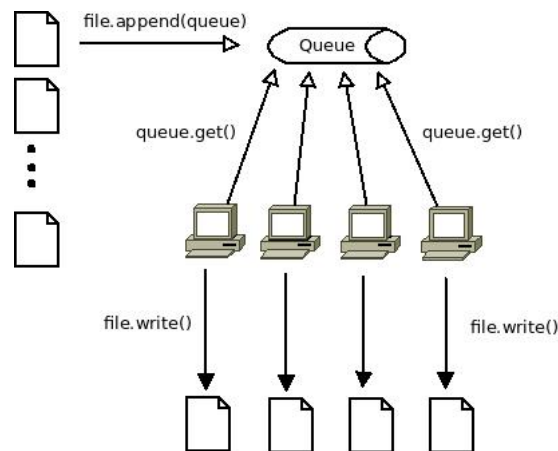 file.append(queue)
Queue
queue.get()
queue.get()
file.write()
file.write()